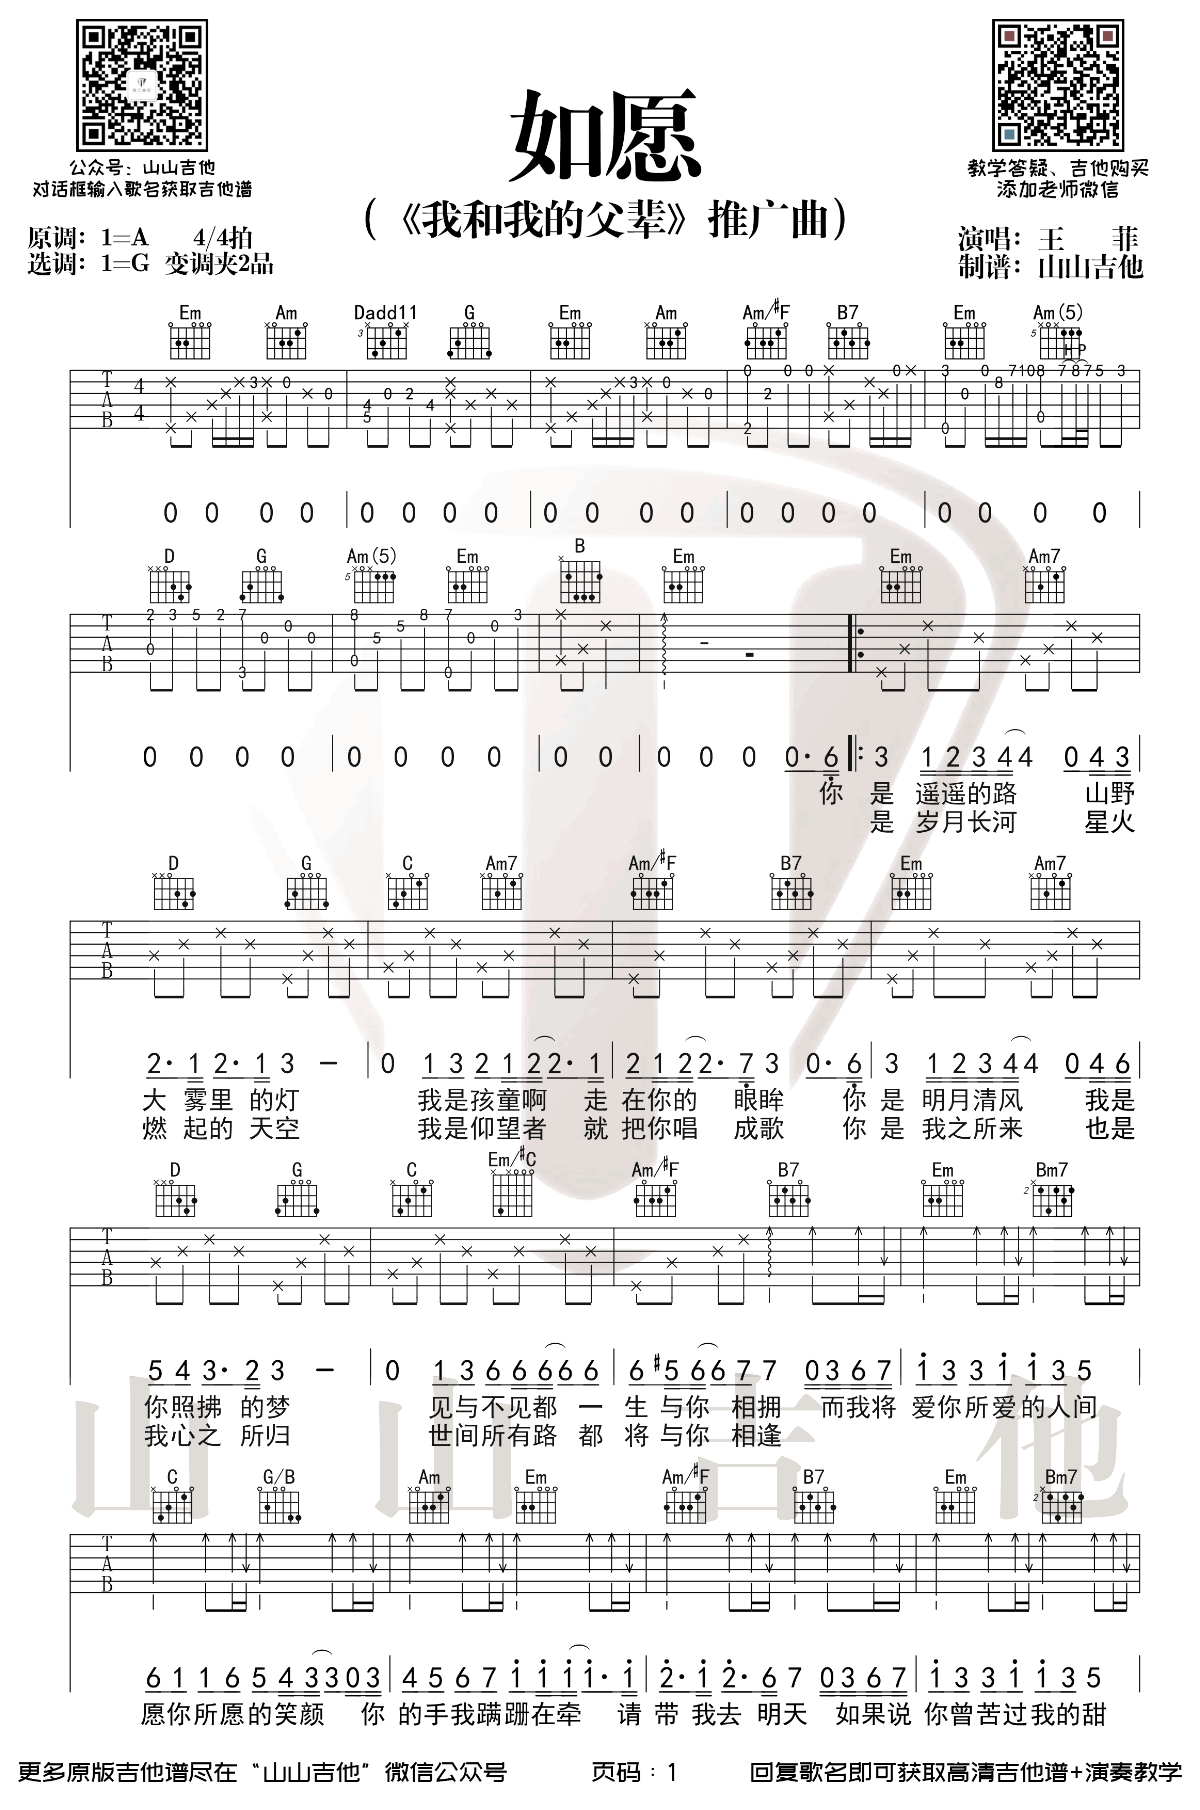 公众号：山山吉他
对话框输入歌名获取吉他谱
如愿
（《我和我的父辈》推广曲）
教学答疑、吉他购买
添加老师微信
原调：1=A 4/4拍
选调：1=G 变调夹2品
演唱：王 菲
制谱：山山吉他
Em Am Dadd11 G Em Am Am/#F B7 Em Am(5)
H P
T A B 4/4
0 0 0 0 | 0 0 0 0 | 0 0 0 0 | 0 0 0 0 | 0 0 0 0
D G Am(5) Em B Em Em Am7
T A B
0 0 0 0 | 0 0 0 0 | 0 0 | 0 0 0 0· 6 |: 3 1 2 3 4 4 0 4 3
你 是 遥遥的路 山野
是 岁月长河 星火
D G C Am7 Am/#F B7 Em Am7
T A B
2· 1 2· 1 3 - | 0 1 3 2 1 2 2· 1 | 2 1 2 2· 7 3 0· 6 | 3 1 2 3 4 4 0 4 6
大 雾里 的灯 我是孩童啊 走 在你的 眼眸 你 是 明月清风 我是
燃 起的 天空 我是仰望者 就 把你唱 成歌 你 是 我之所来 也是
D G C Em/#C Am/#F B7 Em Bm7
T A B
5 4 3· 2 3 - | 0 1 3 6 6 6 6 6 | 6 #5 6 6 7 7 0 3 6 7 | 1 3 3 1 1 3 5
你照拂 的梦 见与不见都 一 生 与你 相拥 而我将 爱你所爱的人间
我心之 所归 世间所有路 都 将 与你 相逢
山山吉他
C G/B Am Em Am/#F B7 Em Bm7
T A B
6 1 1 6 5 4 3 3 0 3 | 4 5 6 7 1 1 1 1· 1 | 2· 1 2· 6 7 0 3 6 7 | 1 3 3 1 1 3 5
愿你所愿的笑颜 你 的手我蹒跚在牵 请 带 我去 明天 如果说 你曾苦过我的甜
更多原版吉他谱尽在“山山吉他”微信公众号
页码：1
回复歌名即可获取高清吉他谱+演奏教学